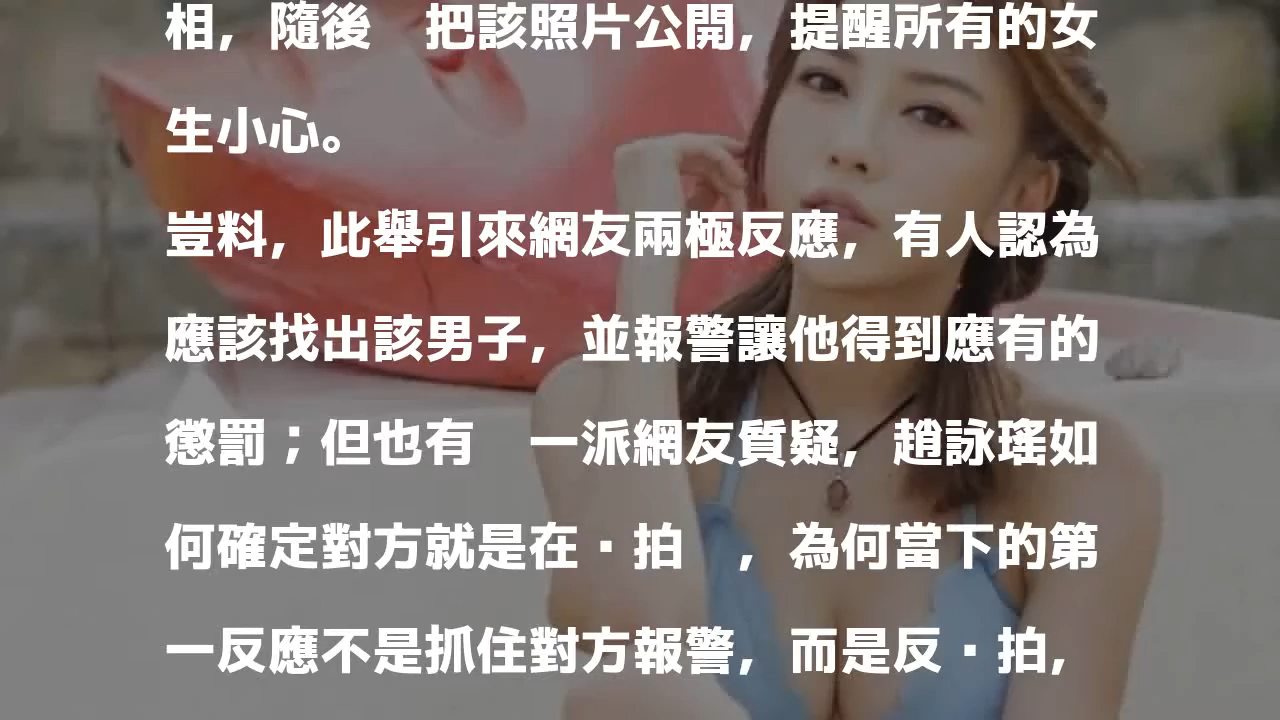 相，隨後　把該照片公開，提醒所有的女
生小心。
豈料，此舉引來網友兩極反應，有人認為
應該找出該男子，並報警讓他得到應有的
懲罰；但也有　一派網友質疑，趙詠瑤如
何確定對方就是在·拍　，為何當下的第
一反應不是抓住對方報警，而是反·拍，